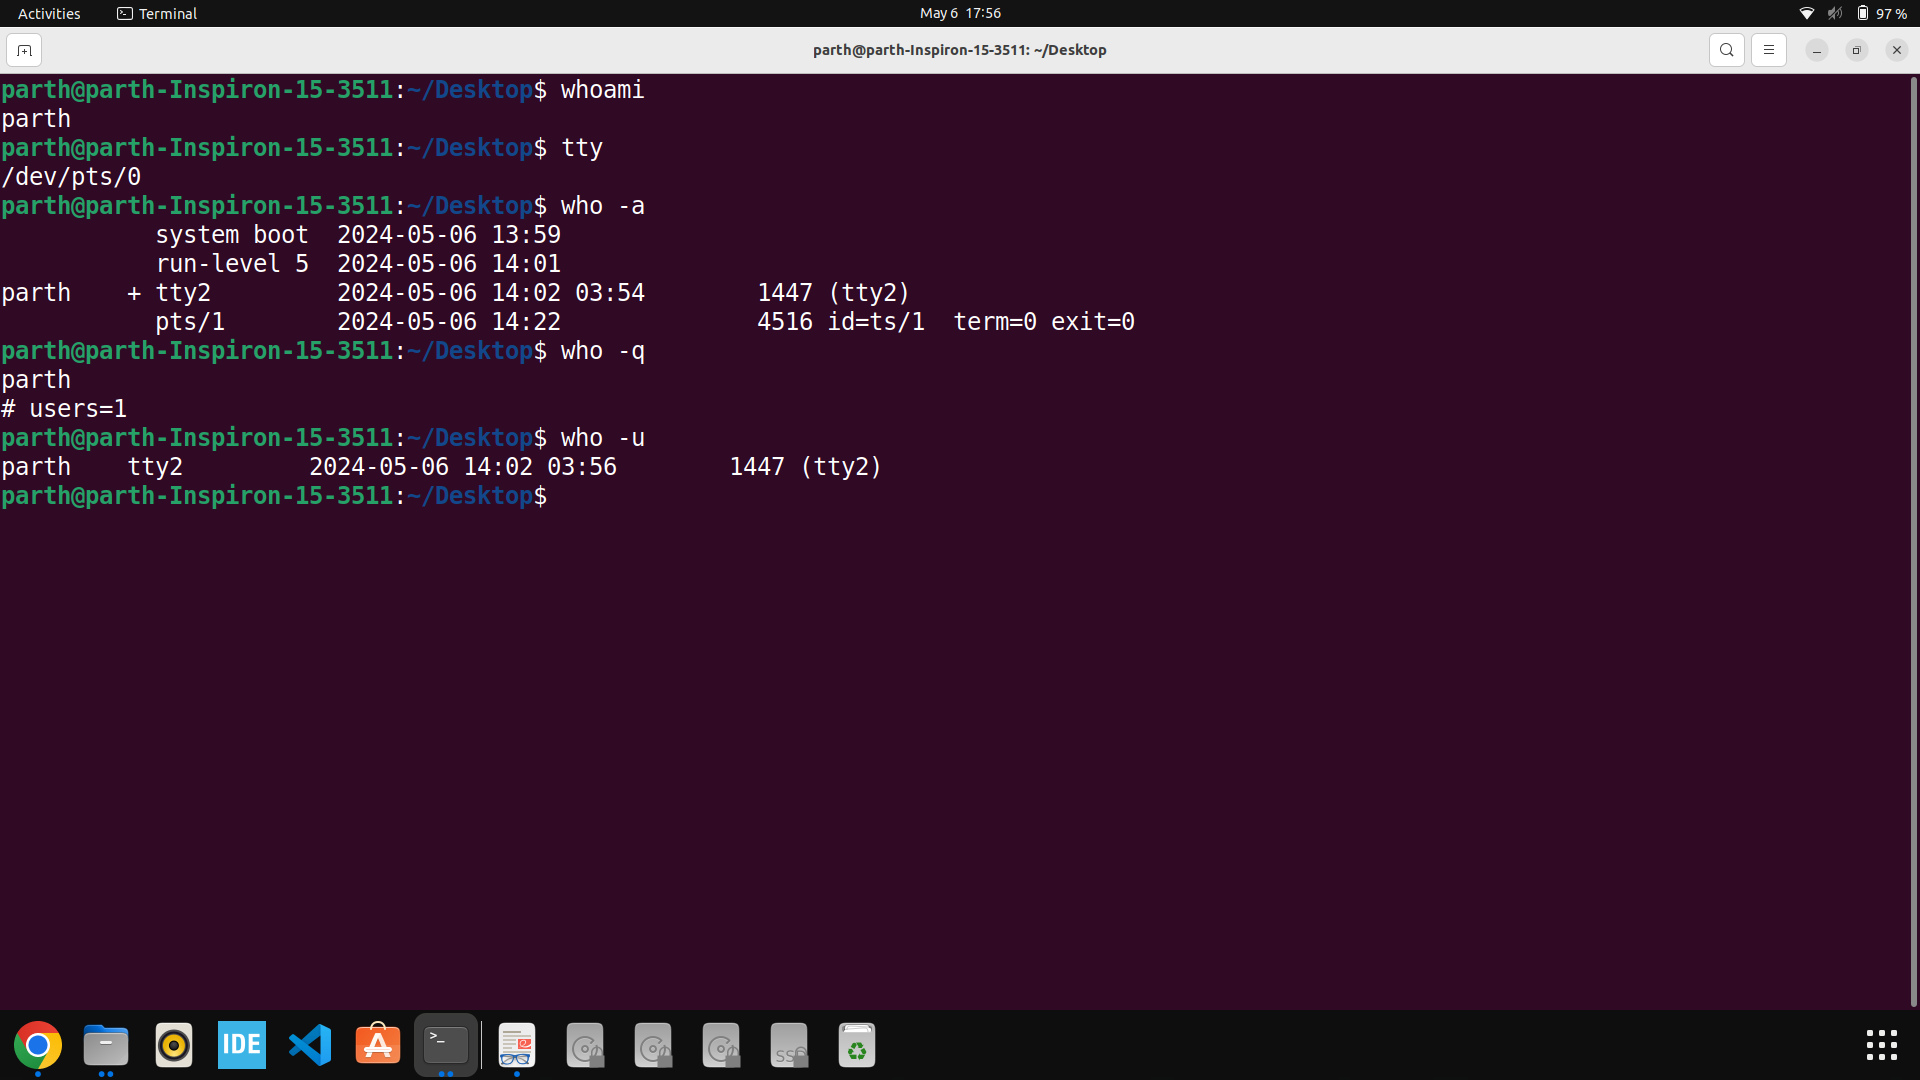 Activities Terminal May 6 17:56 97 %
parth@parth-Inspiron-15-3511: ~/Desktop
parth@parth-Inspiron-15-3511:~/Desktop$ whoami
parth
parth@parth-Inspiron-15-3511:~/Desktop$ tty
/dev/pts/0
parth@parth-Inspiron-15-3511:~/Desktop$ who -a
           system boot  2024-05-06 13:59
           run-level 5  2024-05-06 14:01
parth    + tty2         2024-05-06 14:02 03:54        1447 (tty2)
           pts/1        2024-05-06 14:22              4516 id=ts/1  term=0 exit=0
parth@parth-Inspiron-15-3511:~/Desktop$ who -q
parth
# users=1
parth@parth-Inspiron-15-3511:~/Desktop$ who -u
parth    tty2         2024-05-06 14:02 03:56        1447 (tty2)
parth@parth-Inspiron-15-3511:~/Desktop$
IDE >_ SS